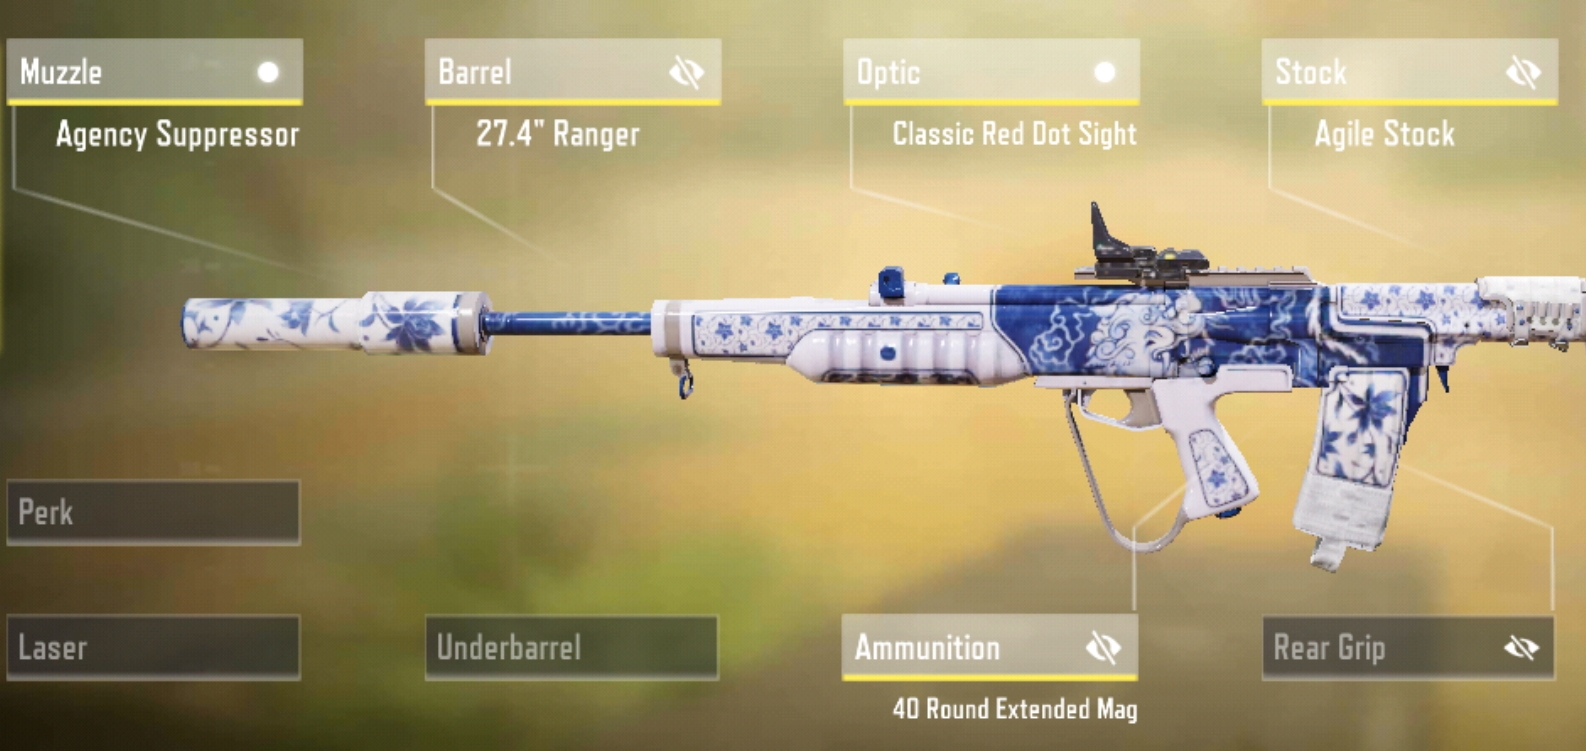 Muzzle
Agency Suppressor
Barrel
27.4" Ranger
Optic
Classic Red Dot Sight
Stock
Agile Stock
Perk
Laser
Underbarrel
Ammunition
40 Round Extended Mag
Rear Grip